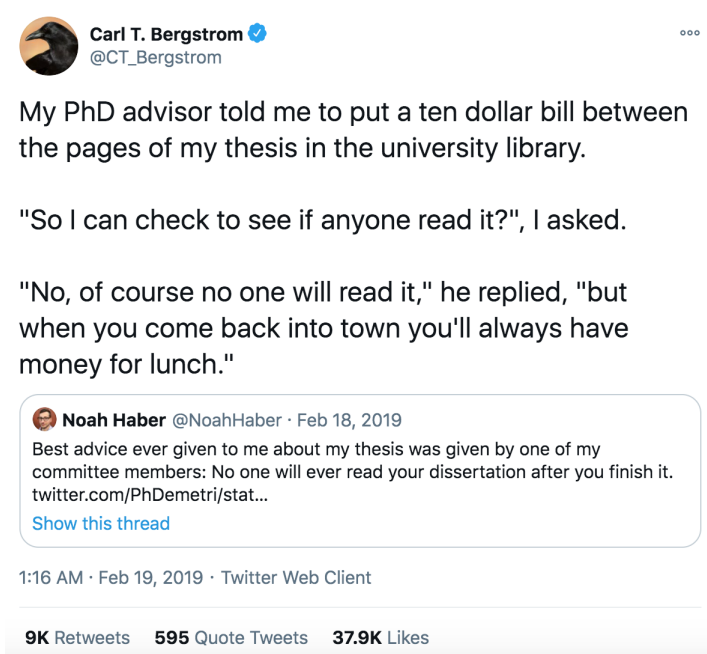 Carl T. Bergstrom
@CT_Bergstrom
My PhD advisor told me to put a ten dollar bill between
the pages of my thesis in the university library.
"So I can check to see if anyone read it?", I asked.
"No, of course no one will read it," he replied, "but
when you come back into town you'll always have
money for lunch."
Noah Haber @NoahHaber · Feb 18, 2019
Best advice ever given to me about my thesis was given by one of my
committee members: No one will ever read your dissertation after you finish it.
twitter.com/PhDemetri/stat...
Show this thread
1:16 AM · Feb 19, 2019 · Twitter Web Client
9K Retweets 595 Quote Tweets 37.9K Likes